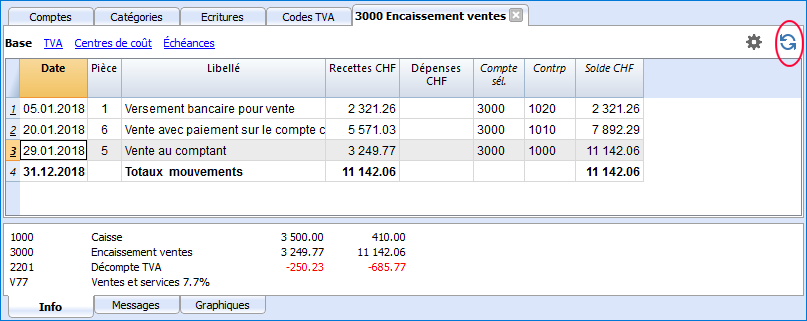 Comptes Catégories Ecritures Codes TVA 3000 Encaissement ventes
Base TVA Centres de coût Échéances
Date Pièce Libellé Recettes CHF Dépenses CHF Compte sél. Contrp Solde CHF
1 05.01.2018 1 Versement bancaire pour vente 2 321.26 3000 1020 2 321.26
2 20.01.2018 6 Vente avec paiement sur le compte c 5 571.03 3000 1010 7 892.29
3 29.01.2018 5 Vente au comptant 3 249.77 3000 1000 11 142.06
4 31.12.2018 Totaux mouvements 11 142.06 11 142.06
1000 Caisse 3 500.00 410.00
3000 Encaissement ventes 3 249.77 11 142.06
2201 Décompte TVA -250.23 -685.77
V77 Ventes et services 7.7%
Info Messages Graphiques